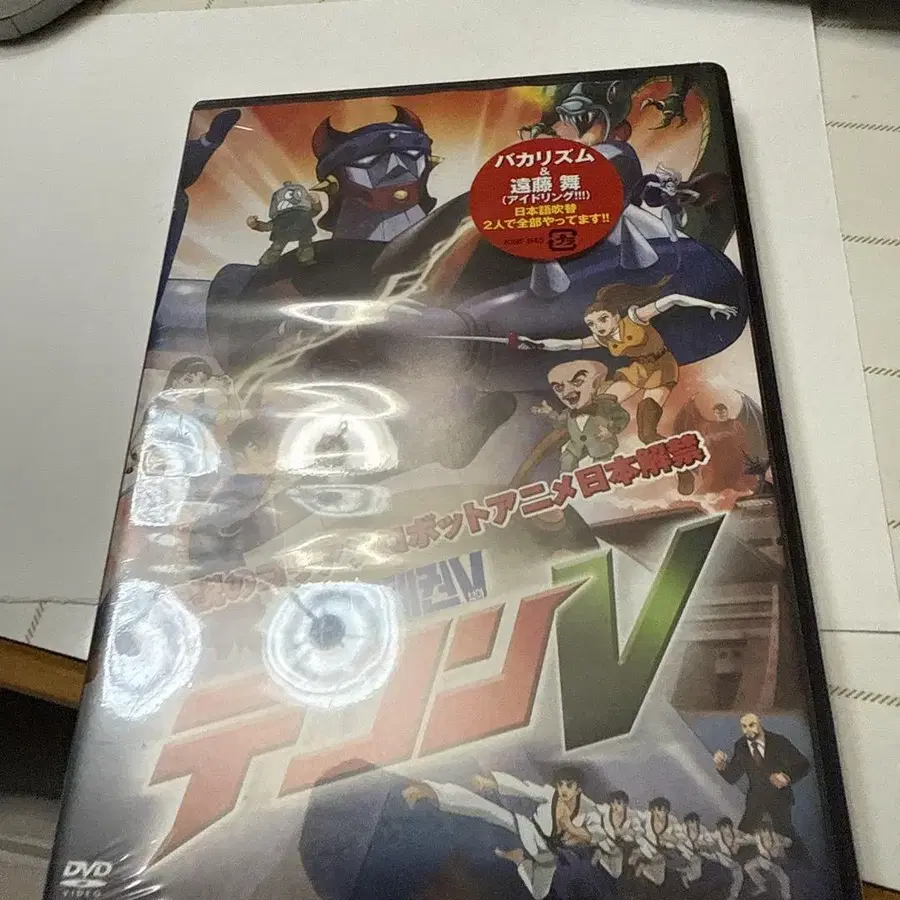 バカリズム
&
遠藤 舞
(アイドリング!!!)
日本語吹替
2人で全部やってます!!
ロボットアニメ日本解禁
テコンV
DVD
VIDEO